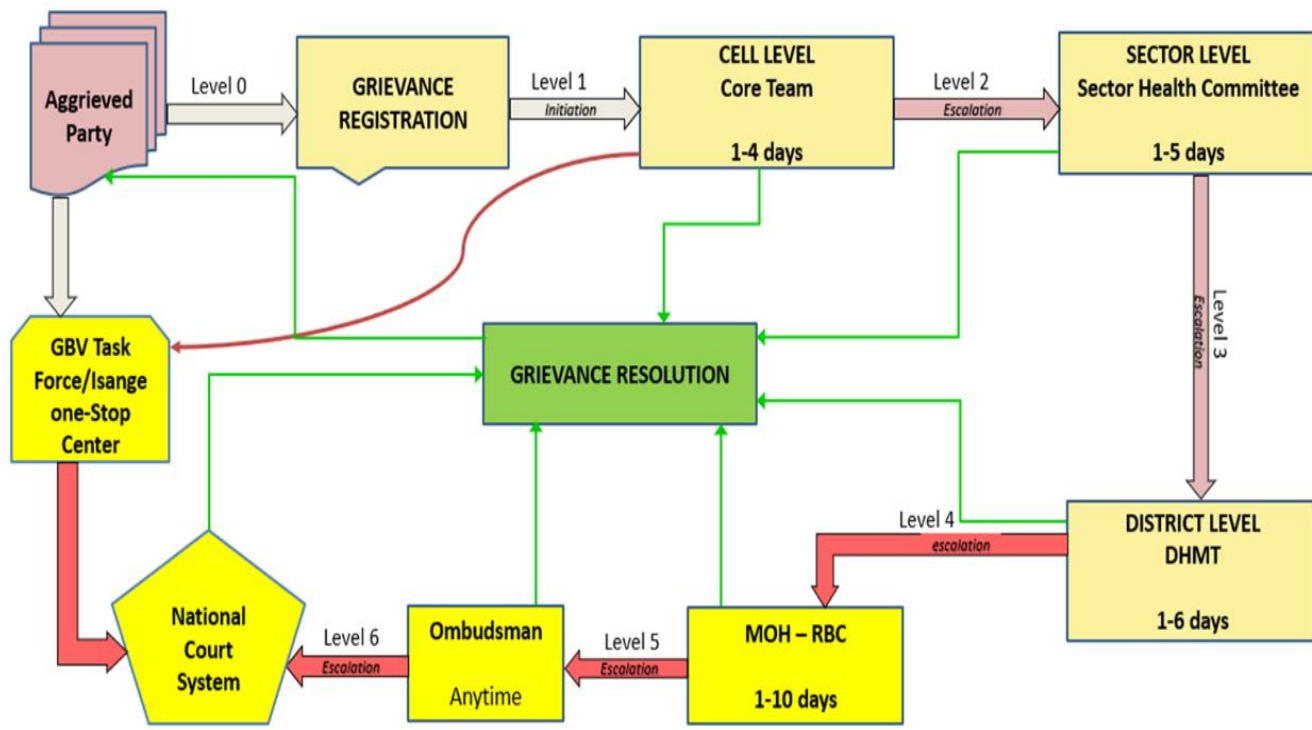 Aggrieved
Party
Level 0
GRIEVANCE
REGISTRATION
Level 1
Initiation
CELL LEVEL
Core Team
1-4 days
Level 2
Escalation
SECTOR LEVEL
Sector Health Committee
1-5 days
Level 3
Escalation
GBV Task
Force/Isange
one-Stop
Center
GRIEVANCE RESOLUTION
DISTRICT LEVEL
DHMT
1-6 days
Level 4
escalation
MOH – RBC
1-10 days
Level 5
Escalation
Ombudsman
Anytime
Level 6
Escalation
National
Court
System